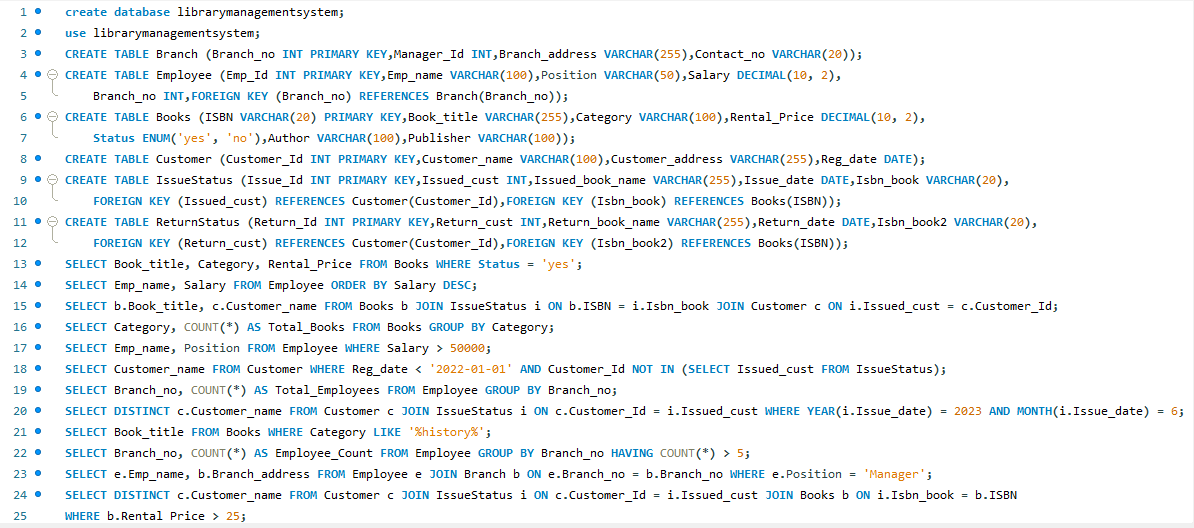 1 create database librarymanagementsystem;
2 use librarymanagementsystem;
3 CREATE TABLE Branch (Branch_no INT PRIMARY KEY,Manager_Id INT,Branch_address VARCHAR(255),Contact_no VARCHAR(20));
4 CREATE TABLE Employee (Emp_Id INT PRIMARY KEY,Emp_name VARCHAR(100),Position VARCHAR(50),Salary DECIMAL(10, 2),
5 Branch_no INT,FOREIGN KEY (Branch_no) REFERENCES Branch(Branch_no));
6 CREATE TABLE Books (ISBN VARCHAR(20) PRIMARY KEY,Book_title VARCHAR(255),Category VARCHAR(100),Rental_Price DECIMAL(10, 2),
7 Status ENUM('yes', 'no'),Author VARCHAR(100),Publisher VARCHAR(100));
8 CREATE TABLE Customer (Customer_Id INT PRIMARY KEY,Customer_name VARCHAR(100),Customer_address VARCHAR(255),Reg_date DATE);
9 CREATE TABLE IssueStatus (Issue_Id INT PRIMARY KEY,Issued_cust INT,Issued_book_name VARCHAR(255),Issue_date DATE,Isbn_book VARCHAR(20),
10 FOREIGN KEY (Issued_cust) REFERENCES Customer(Customer_Id),FOREIGN KEY (Isbn_book) REFERENCES Books(ISBN));
11 CREATE TABLE ReturnStatus (Return_Id INT PRIMARY KEY,Return_cust INT,Return_book_name VARCHAR(255),Return_date DATE,Isbn_book2 VARCHAR(20),
12 FOREIGN KEY (Return_cust) REFERENCES Customer(Customer_Id),FOREIGN KEY (Isbn_book2) REFERENCES Books(ISBN));
13 SELECT Book_title, Category, Rental_Price FROM Books WHERE Status = 'yes';
14 SELECT Emp_name, Salary FROM Employee ORDER BY Salary DESC;
15 SELECT b.Book_title, c.Customer_name FROM Books b JOIN IssueStatus i ON b.ISBN = i.Isbn_book JOIN Customer c ON i.Issued_cust = c.Customer_Id;
16 SELECT Category, COUNT(*) AS Total_Books FROM Books GROUP BY Category;
17 SELECT Emp_name, Position FROM Employee WHERE Salary > 50000;
18 SELECT Customer_name FROM Customer WHERE Reg_date < '2022-01-01' AND Customer_Id NOT IN (SELECT Issued_cust FROM IssueStatus);
19 SELECT Branch_no, COUNT(*) AS Total_Employees FROM Employee GROUP BY Branch_no;
20 SELECT DISTINCT c.Customer_name FROM Customer c JOIN IssueStatus i ON c.Customer_Id = i.Issued_cust WHERE YEAR(i.Issue_date) = 2023 AND MONTH(i.Issue_date) = 6;
21 SELECT Book_title FROM Books WHERE Category LIKE '%history%';
22 SELECT Branch_no, COUNT(*) AS Employee_Count FROM Employee GROUP BY Branch_no HAVING COUNT(*) > 5;
23 SELECT e.Emp_name, b.Branch_address FROM Employee e JOIN Branch b ON e.Branch_no = b.Branch_no WHERE e.Position = 'Manager';
24 SELECT DISTINCT c.Customer_name FROM Customer c JOIN IssueStatus i ON c.Customer_Id = i.Issued_cust JOIN Books b ON i.Isbn_book = b.ISBN
25 WHERE b.Rental_Price > 25;